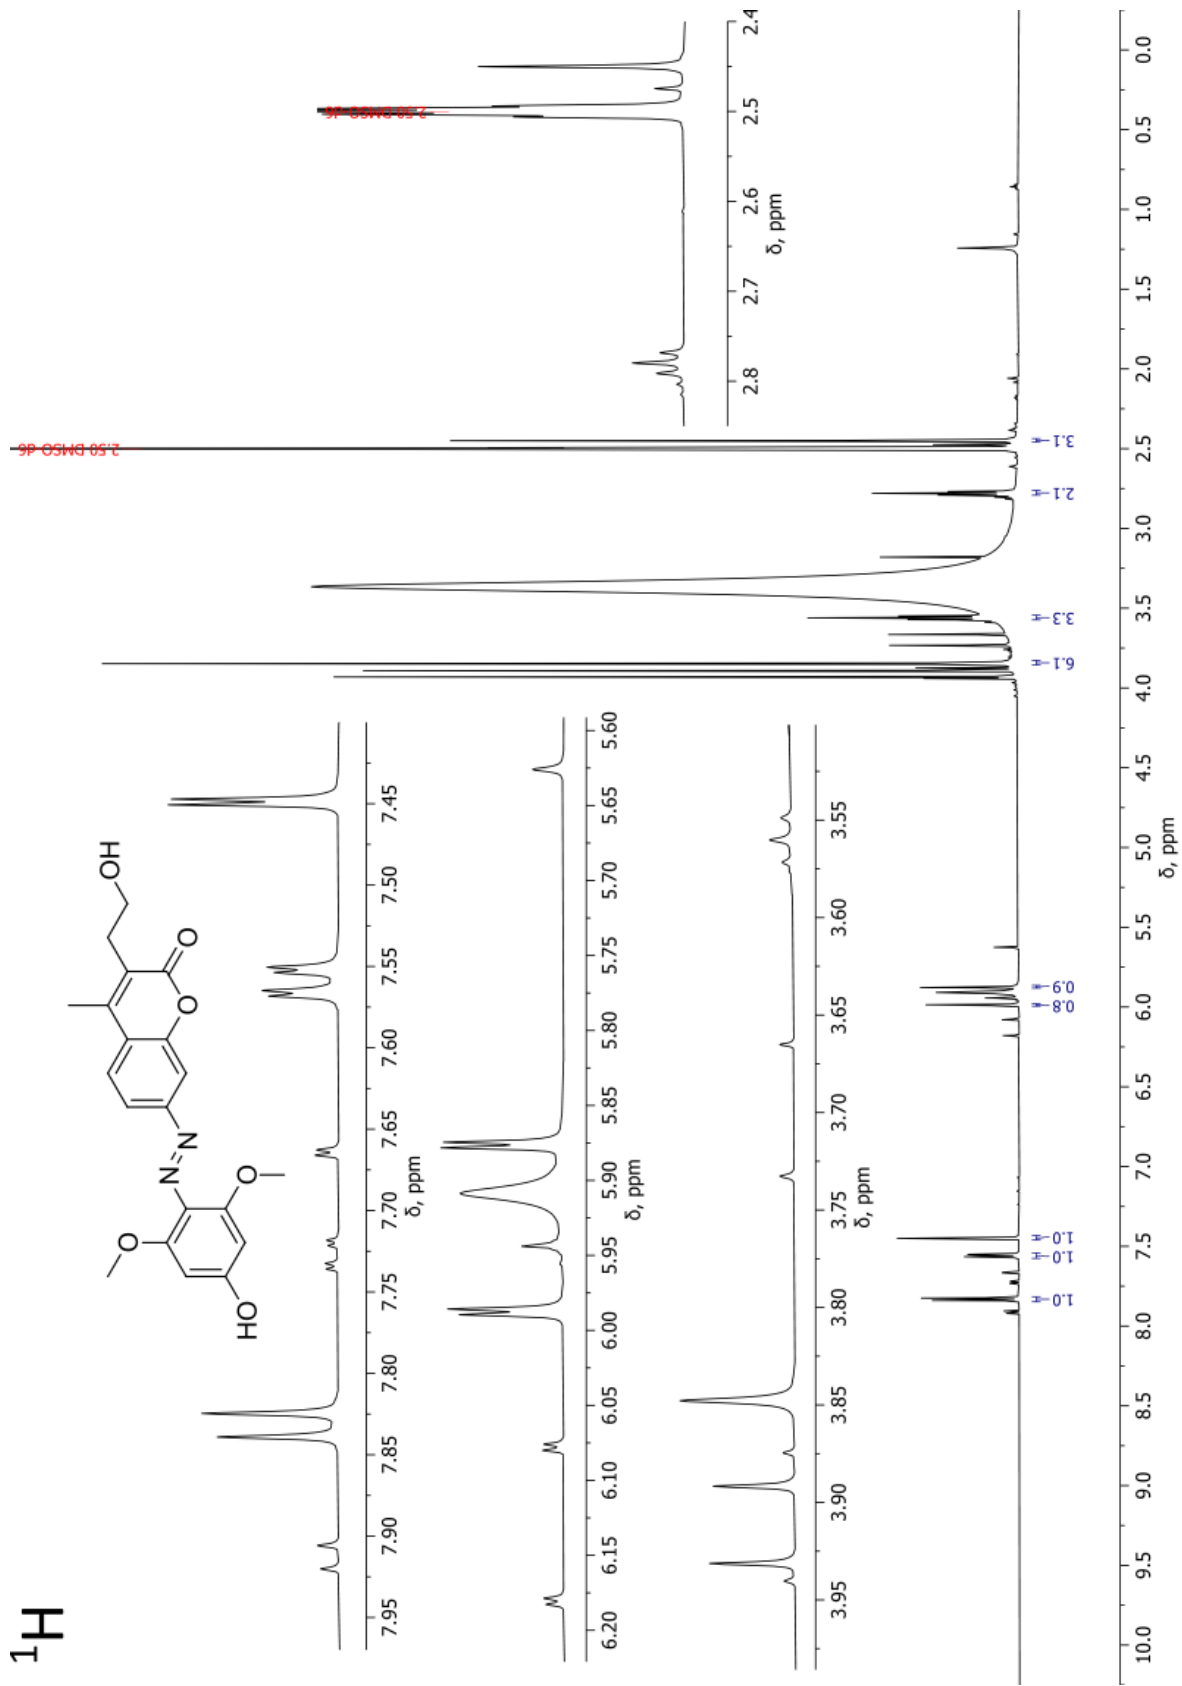 ¹H
HO
O
O
N
N
O
O
OH
7.95 7.90 7.85 7.80 7.75 7.70 7.65 7.60 7.55 7.50 7.45
δ, ppm
6.20 6.15 6.10 6.05 6.00 5.95 5.90 5.85 5.80 5.75 5.70 5.65 5.60
δ, ppm
3.95 3.90 3.85 3.80 3.75 3.70 3.65 3.60 3.55
δ, ppm
2.50 DMSO-d6
2.50 DMSO-d6
2.8 2.7 2.6 2.5 2.4
δ, ppm
1.0 1.0 1.0 0.8 0.9 6.1 3.3 2.1 3.1
10.0 9.5 9.0 8.5 8.0 7.5 7.0 6.5 6.0 5.5 5.0 4.5 4.0 3.5 3.0 2.5 2.0 1.5 1.0 0.5 0.0
δ, ppm